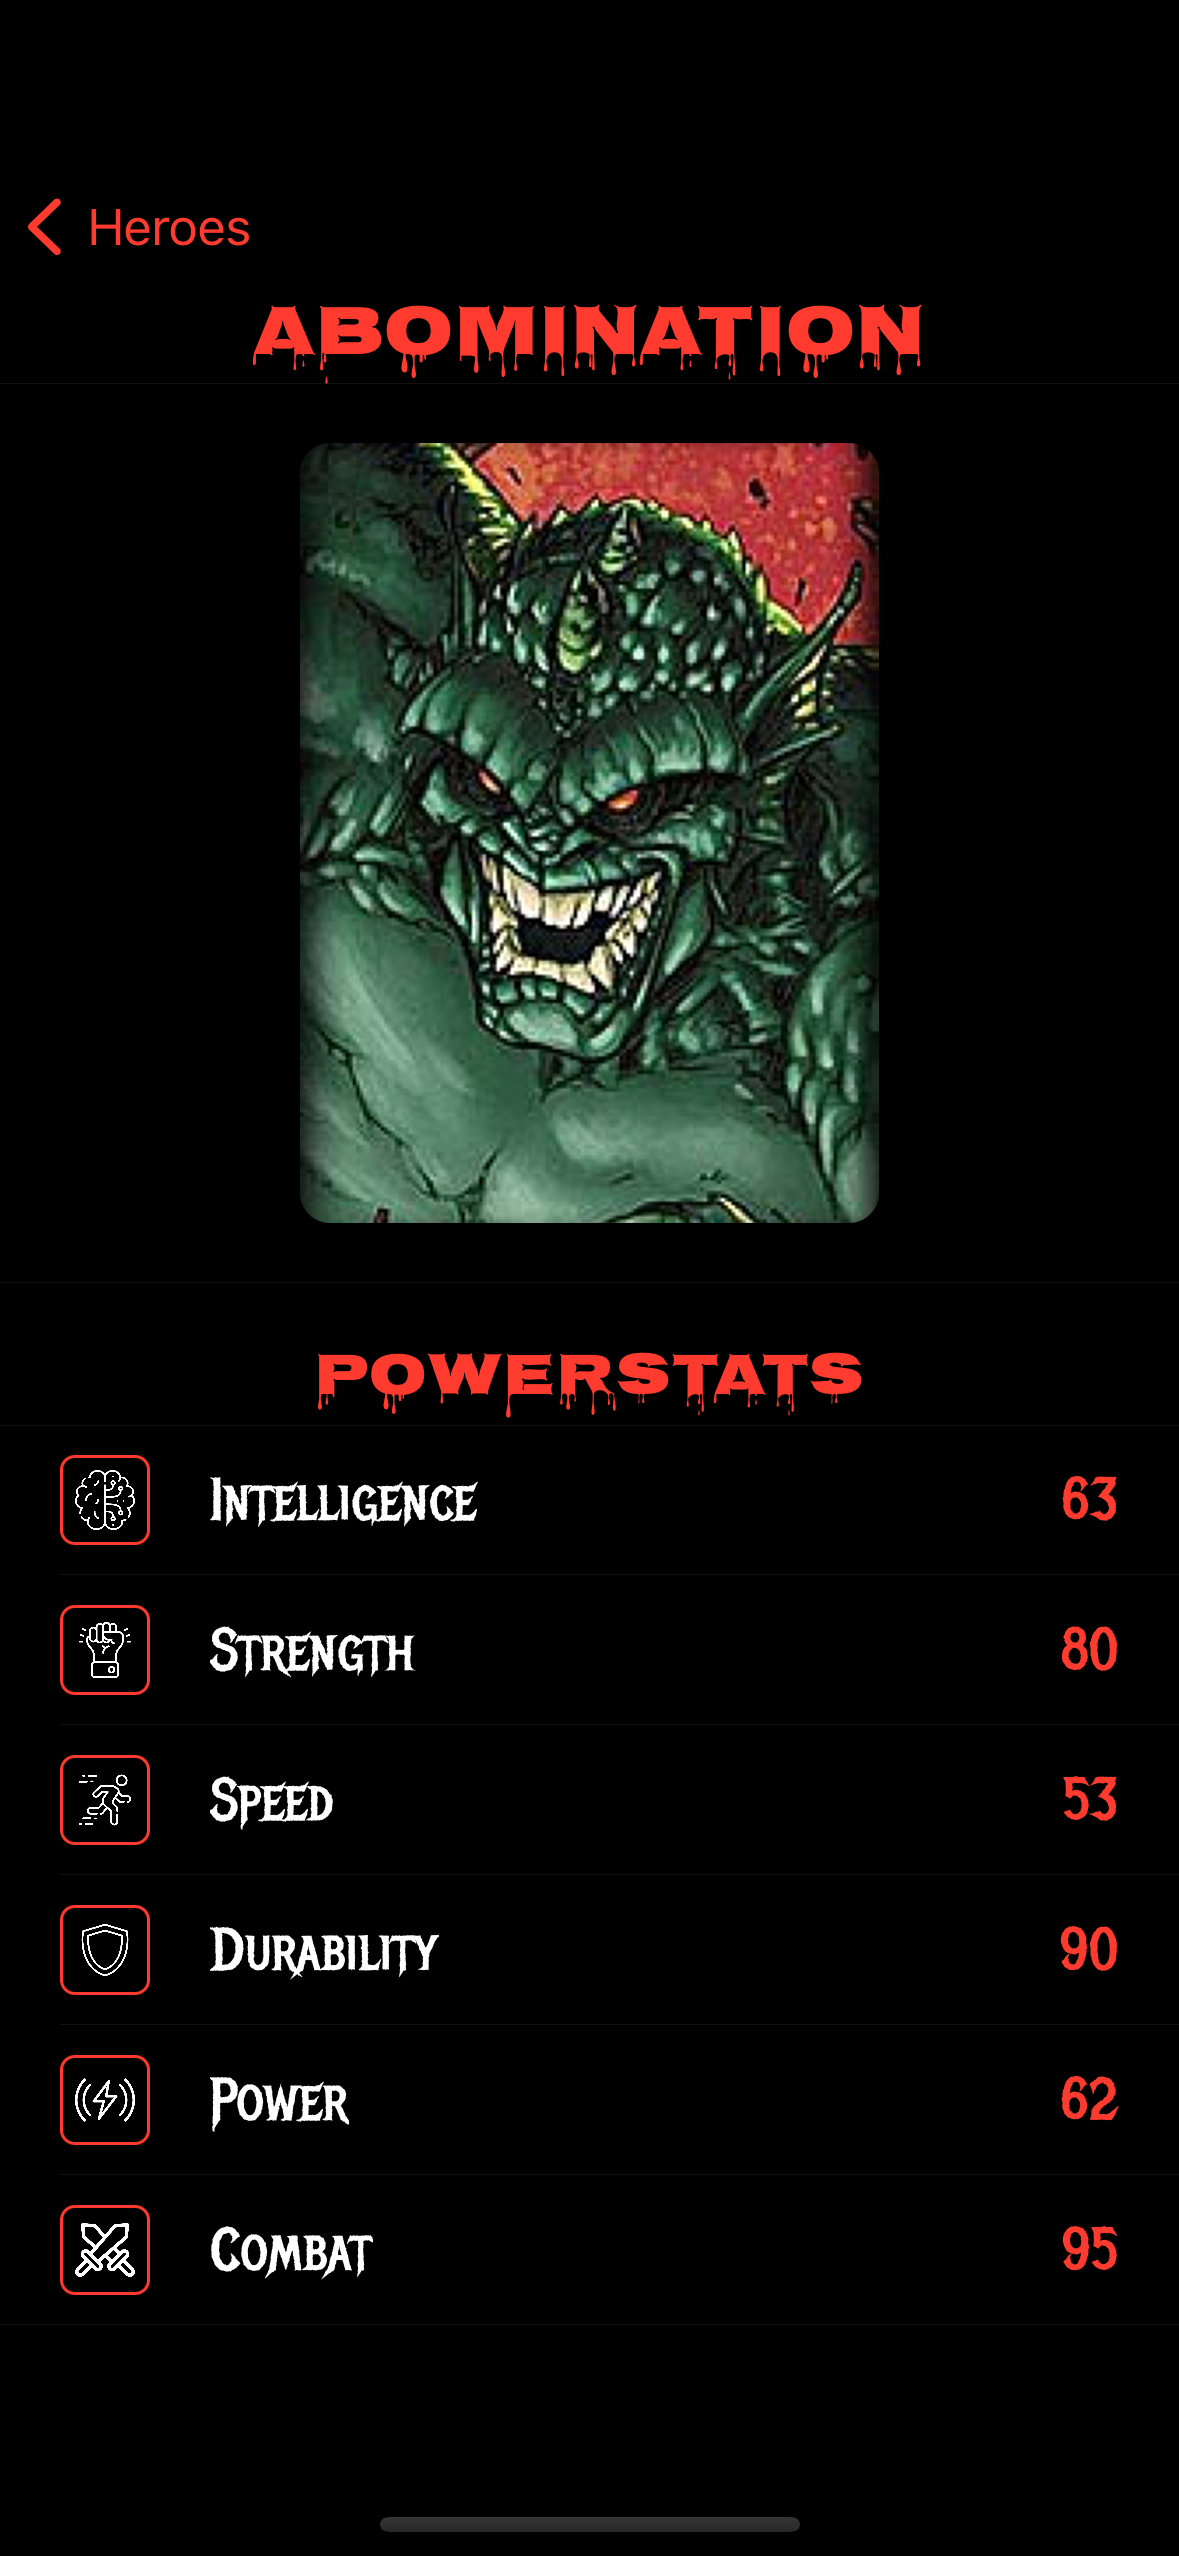 Heroes
ABOMINATION
POWERSTATS
INTELLIGENCE 63
STRENGTH 80
SPEED 53
DURABILITY 90
POWER 62
COMBAT 95